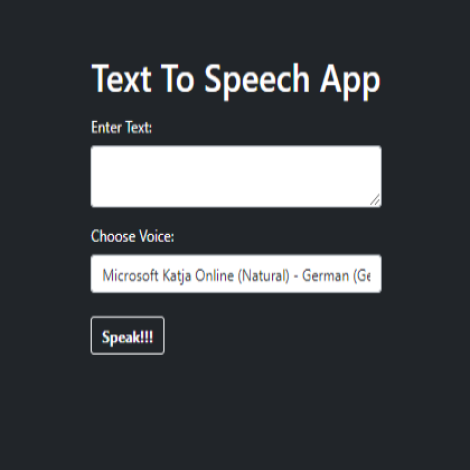 Text To Speech App
Enter Text:
Choose Voice:
Microsoft Katja Online (Natural) - German (Ge
Speak!!!